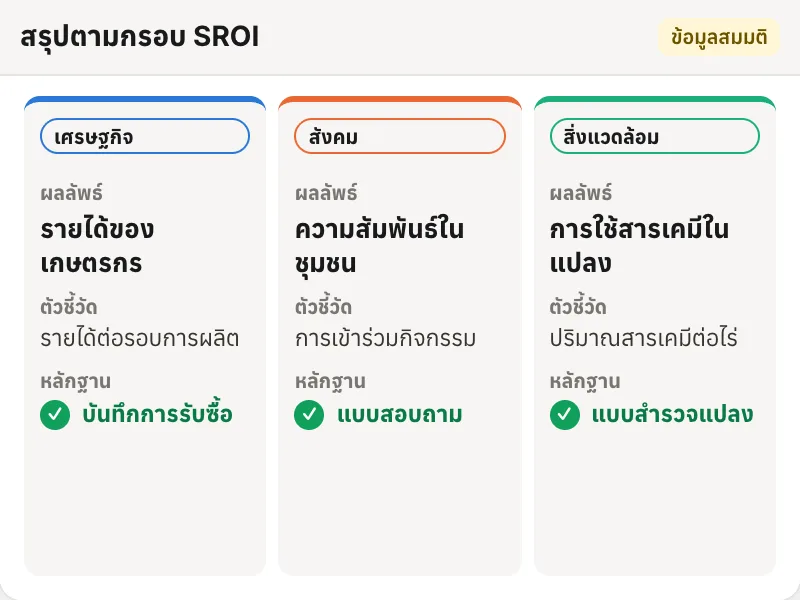 สรุปตามกรอบ SROI
ข้อมูลสมมติ
เศรษฐกิจ
ผลลัพธ์
รายได้ของ
เกษตรกร
ตัวชี้วัด
รายได้ต่อรอบการผลิต
หลักฐาน
บันทึกการรับซื้อ
สังคม
ผลลัพธ์
ความสัมพันธ์ใน
ชุมชน
ตัวชี้วัด
การเข้าร่วมกิจกรรม
หลักฐาน
แบบสอบถาม
สิ่งแวดล้อม
ผลลัพธ์
การใช้สารเคมีใน
แปลง
ตัวชี้วัด
ปริมาณสารเคมีต่อไร่
หลักฐาน
แบบสำรวจแปลง